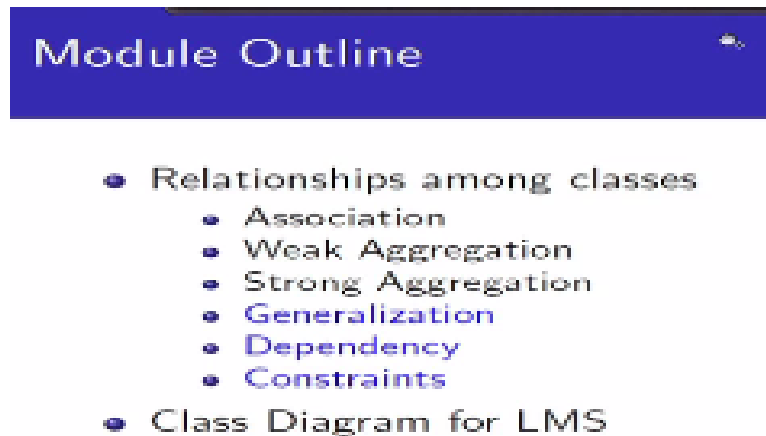 Module Outline
Relationships among classes
Association
Weak Aggregation
Strong Aggregation
Generalization
Dependency
Constraints
Class Diagram for LMS